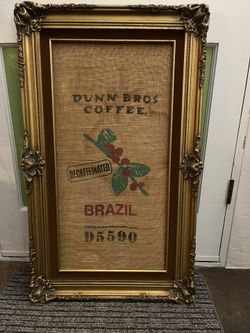 DUNN BROS
COFFEE
DECAFFEINATED
BRAZIL
D5590